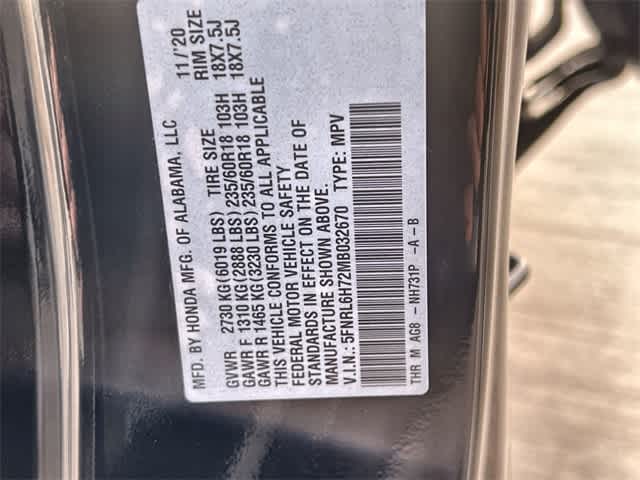 MFD. BY HONDA MFG. OF ALABAMA, LLC 11/'20
GVWR 2730 KG(6019 LBS) TIRE SIZE RIM SIZE
GAWR F 1310 KG(2888 LBS) 235/60R18 103H 18X7.5J
GAWR R 1465 KG(3230 LBS) 235/60R18 103H 18X7.5J
THIS VEHICLE CONFORMS TO ALL APPLICABLE
FEDERAL MOTOR VEHICLE SAFETY
STANDARDS IN EFFECT ON THE DATE OF
MANUFACTURE SHOWN ABOVE.
V.I.N.: 5FNRL6H72MB032670 TYPE: MPV
THR M AG8 - NH731P -A-B